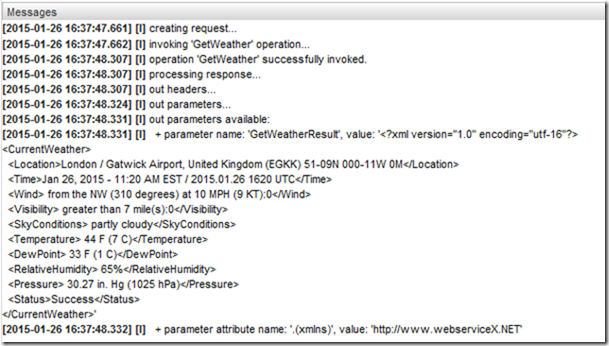 Messages
[2015-01-26 16:37:47.661] [I] creating request...
[2015-01-26 16:37:47.662] [I] invoking 'GetWeather' operation...
[2015-01-26 16:37:48.307] [I] operation 'GetWeather' successfully invoked.
[2015-01-26 16:37:48.307] [I] processing response...
[2015-01-26 16:37:48.307] [I] out headers...
[2015-01-26 16:37:48.324] [I] out parameters...
[2015-01-26 16:37:48.331] [I] out parameters available:
[2015-01-26 16:37:48.331] [I] + parameter name: 'GetWeatherResult', value: '<?xml version="1.0" encoding="utf-16"?>
<CurrentWeather>
<Location>London / Gatwick Airport, United Kingdom (EGKK) 51-09N 000-11W 0M</Location>
<Time>Jan 26, 2015 - 11:20 AM EST / 2015.01.26 1620 UTC</Time>
<Wind> from the NW (310 degrees) at 10 MPH (9 KT):0</Wind>
<Visibility> greater than 7 mile(s):0</Visibility>
<SkyConditions> partly cloudy</SkyConditions>
<Temperature> 44 F (7 C)</Temperature>
<DewPoint> 33 F (1 C)</DewPoint>
<RelativeHumidity> 65%</RelativeHumidity>
<Pressure> 30.27 in. Hg (1025 hPa)</Pressure>
<Status>Success</Status>
</CurrentWeather>'
[2015-01-26 16:37:48.332] [I] + parameter attribute name: '.(xmlns)', value: 'http://www.webserviceX.NET'